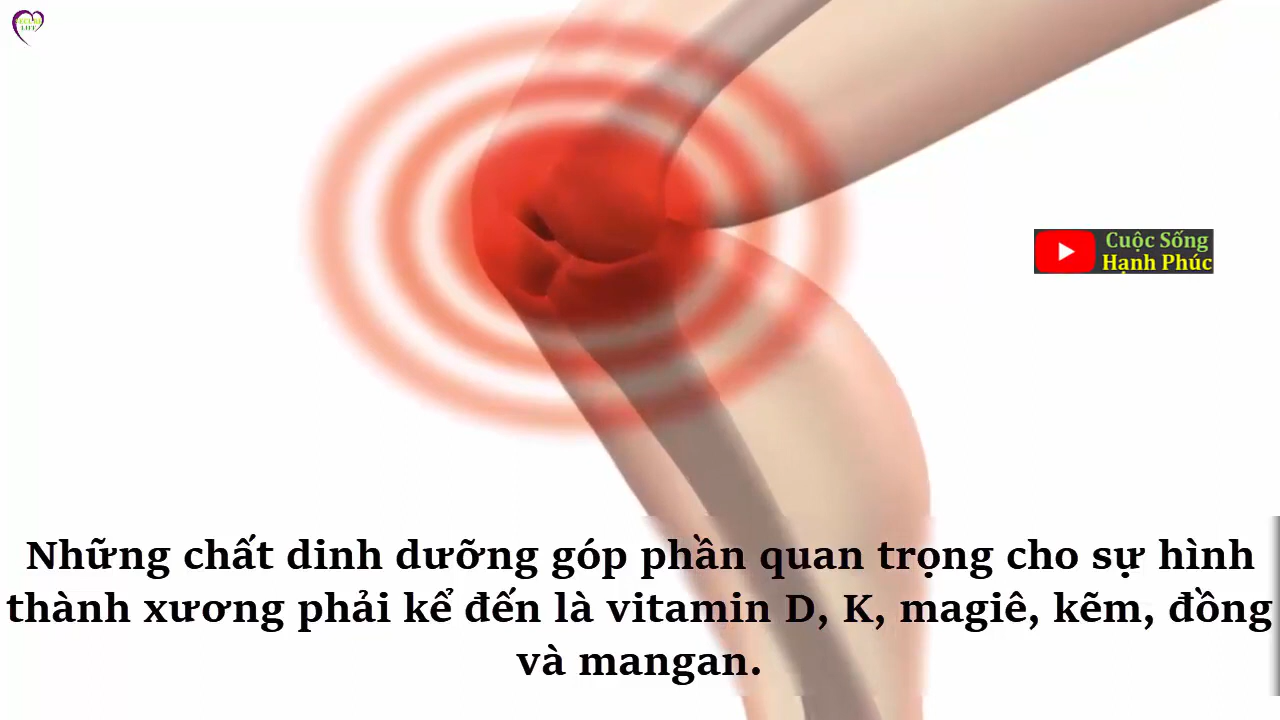 Cuộc Sống
Hạnh Phúc
Những chất dinh dưỡng góp phần quan trọng cho sự hình
thành xương phải kể đến là vitamin D, K, magiê, kẽm, đồng
và mangan.